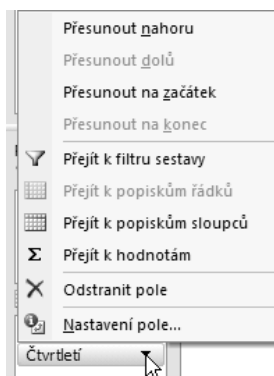 Přesunout nahoru
Přesunout dolů
Přesunout na začátek
Přesunout na konec
Přejít k filtru sestavy
Přejít k popiskům řádků
Přejít k popiskům sloupců
Σ Přejít k hodnotám
Odstranit pole
Nastavení pole...
Čtvrtletí